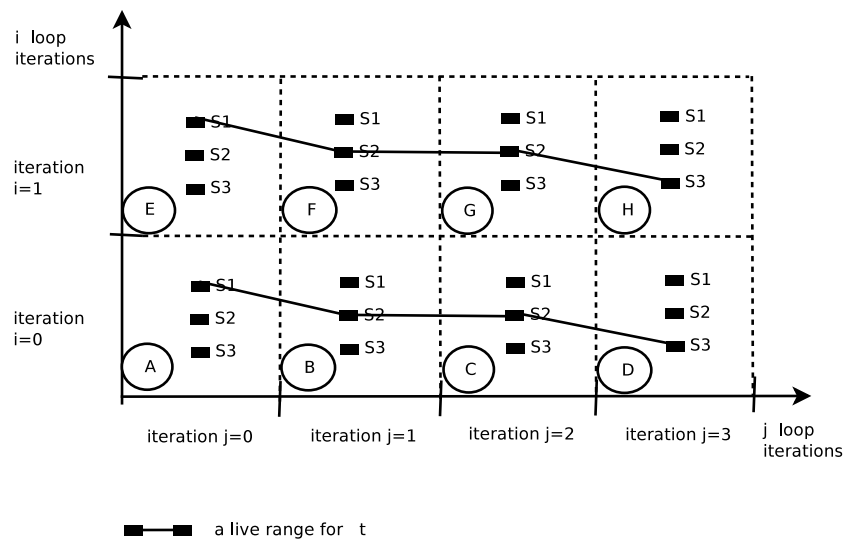 i loop
iterations
S1
S1
S1
S1
S2
S2
S2
S2
iteration
i=1
S3
S3
S3
S3
E
F
G
H
S1
S1
S1
S1
S2
S2
S2
S2
iteration
i=0
S3
S3
S3
S3
A
B
C
D
iteration j=0
iteration j=1
iteration j=2
iteration j=3
j loop
iterations
a live range for t